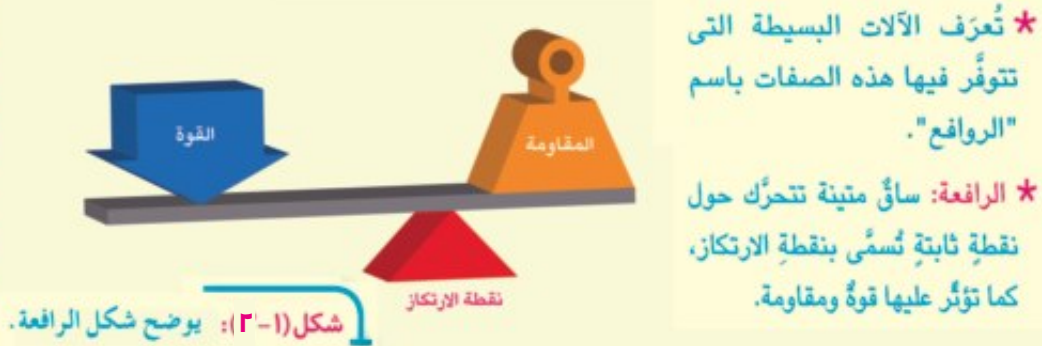 ★ تُعرَف الآلات البسيطة التى
تتوفَّر فيها هذه الصفات باسم
"الروافع".
★ الرافعة: ساقٌ متينة تتحرَّك حول
نقطةٍ ثابتةٍ تُسمَّى بنقطةِ الارتكاز،
كما تؤثِّر عليها قوةٌ ومقاومة.
القوة
المقاومة
نقطة الارتكاز
شكل(١-٣): يوضح شكل الرافعة.